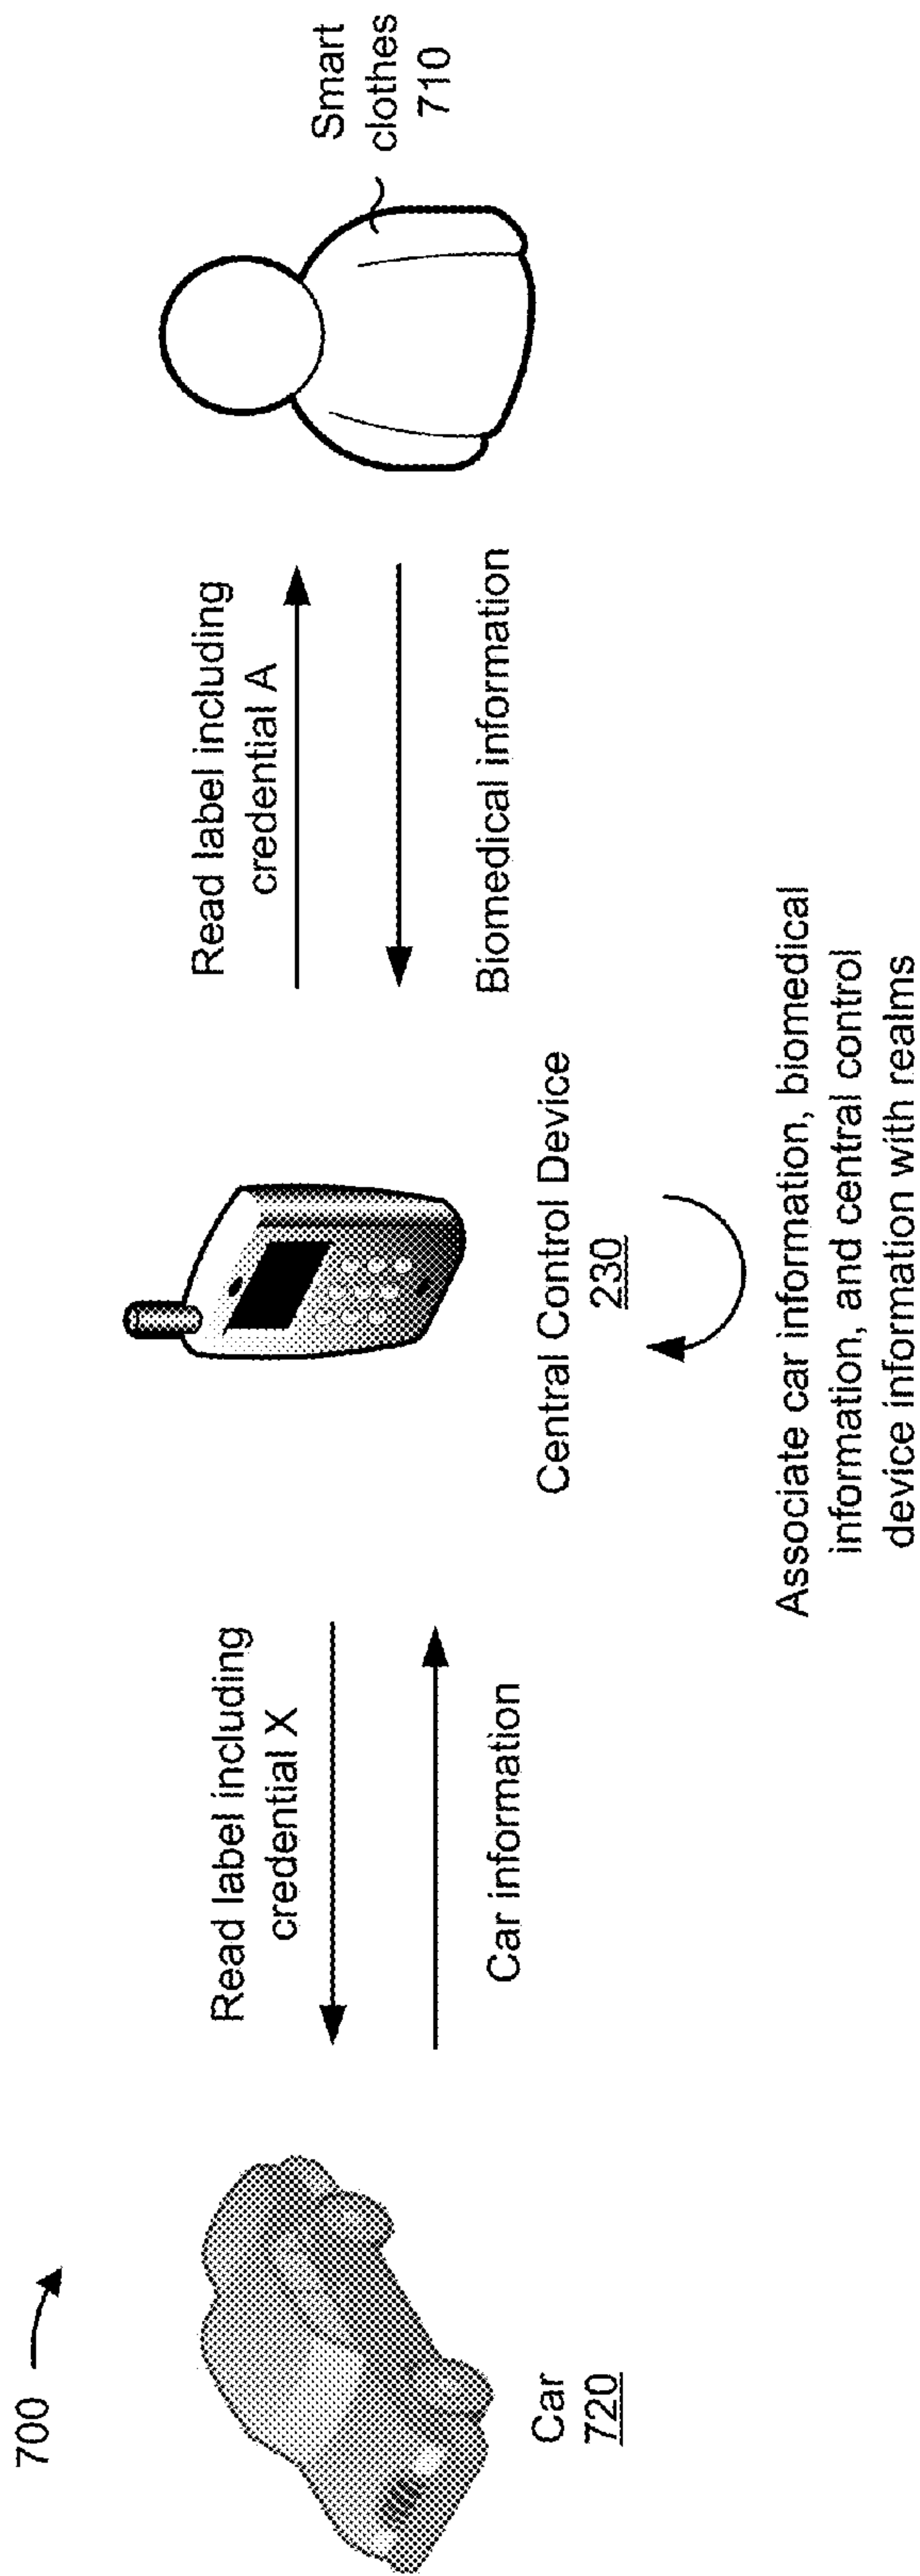 700
Car
720
Read label including
credential X
Car information
Central Control Device
230
Associate car information, biomedical
information, and central control
device information with realms
Read label including
credential A
Biomedical information
Smart
clothes
710